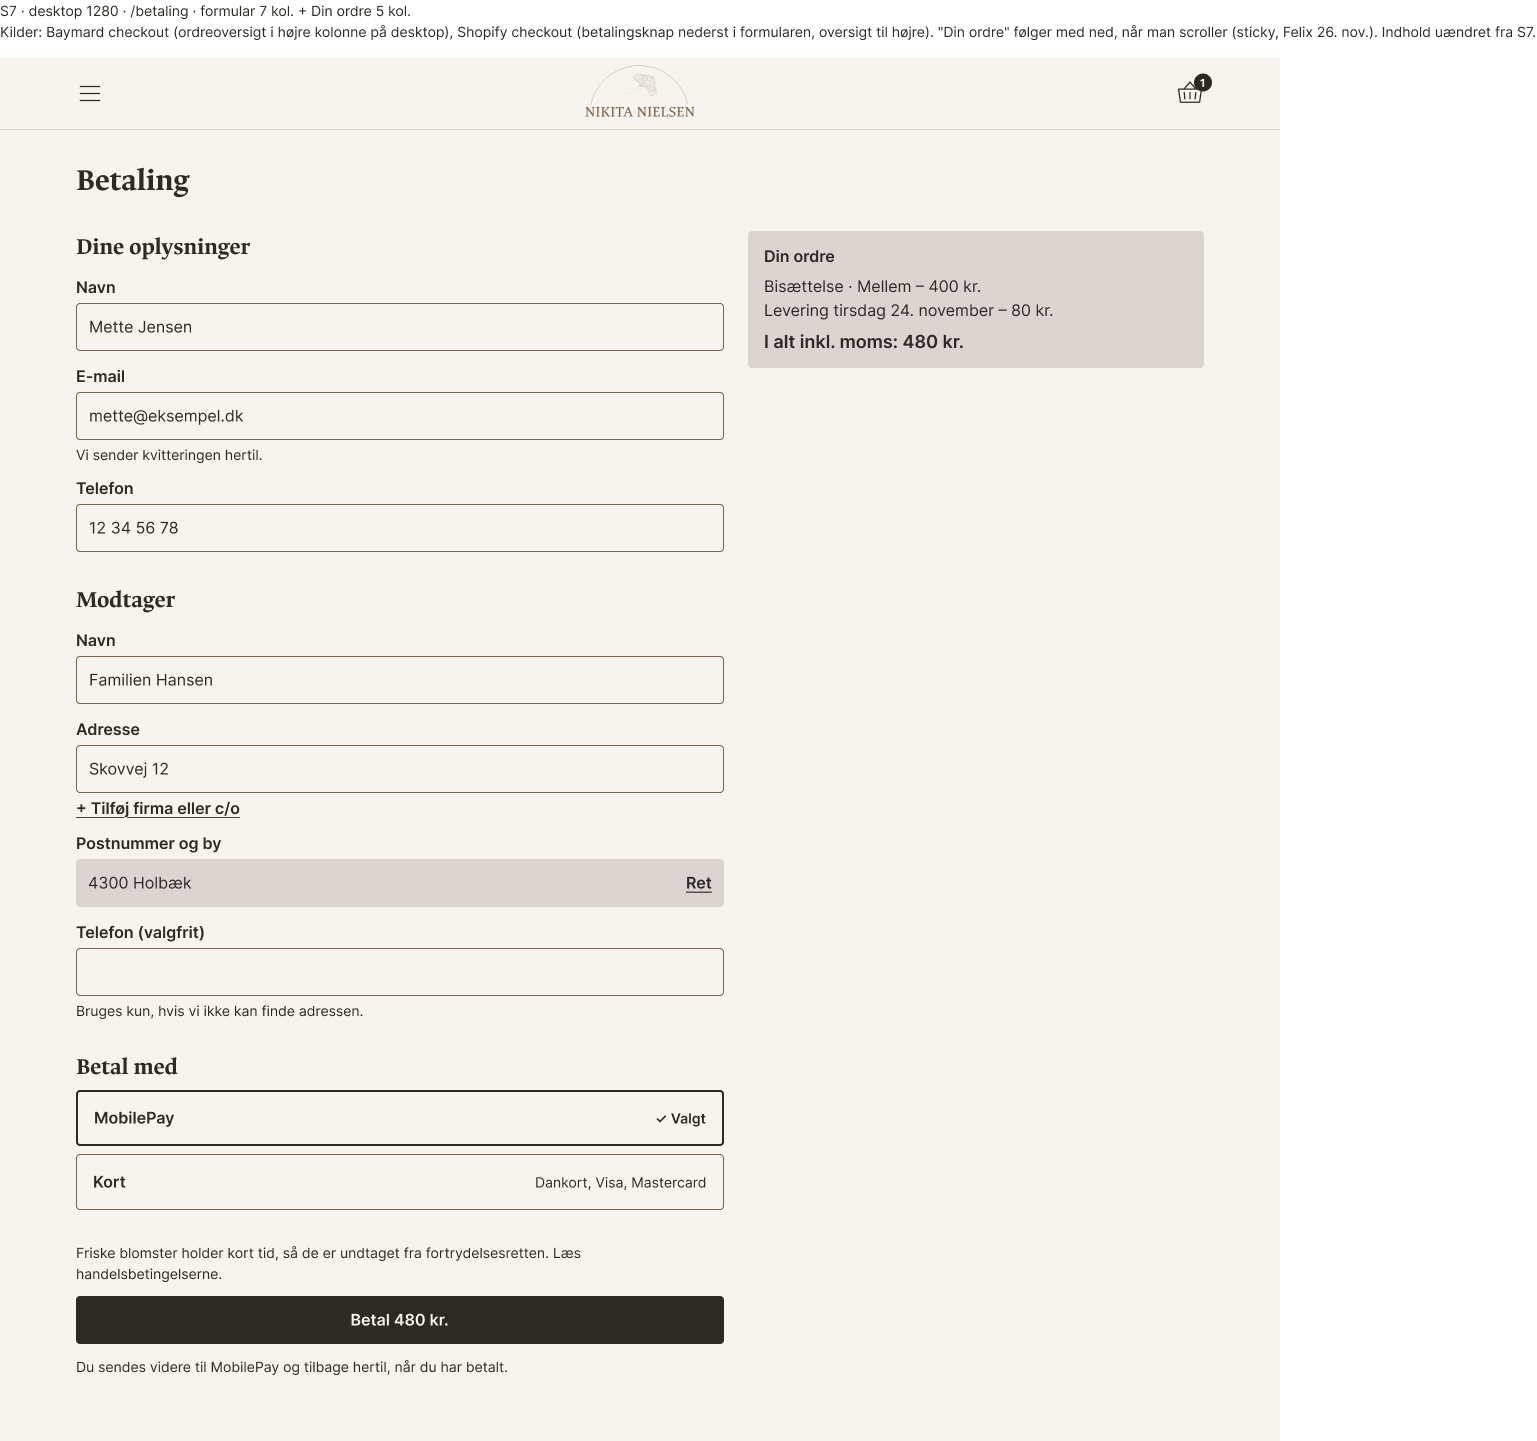 S7 · desktop 1280 · /betaling · formular 7 kol. + Din ordre 5 kol.
Kilder: Baymard checkout (ordreoversigt i højre kolonne på desktop), Shopify checkout (betalingsknap nederst i formularen, oversigt til højre). "Din ordre" følger med ned, når man scroller (sticky, Felix 26. nov.). Indhold uændret fra S7.
NIKITA NIELSEN
1
Betaling
Dine oplysninger
Navn
Mette Jensen
E-mail
mette@eksempel.dk
Vi sender kvitteringen hertil.
Telefon
12 34 56 78
Modtager
Navn
Familien Hansen
Adresse
Skovvej 12
+ Tilføj firma eller c/o
Postnummer og by
4300 Holbæk
Ret
Telefon (valgfrit)
Bruges kun, hvis vi ikke kan finde adressen.
Betal med
MobilePay
✓ Valgt
Kort
Dankort, Visa, Mastercard
Friske blomster holder kort tid, så de er undtaget fra fortrydelsesretten. Læs
handelsbetingelserne.
Betal 480 kr.
Du sendes videre til MobilePay og tilbage hertil, når du har betalt.
Din ordre
Bisættelse · Mellem – 400 kr.
Levering tirsdag 24. november – 80 kr.
I alt inkl. moms: 480 kr.